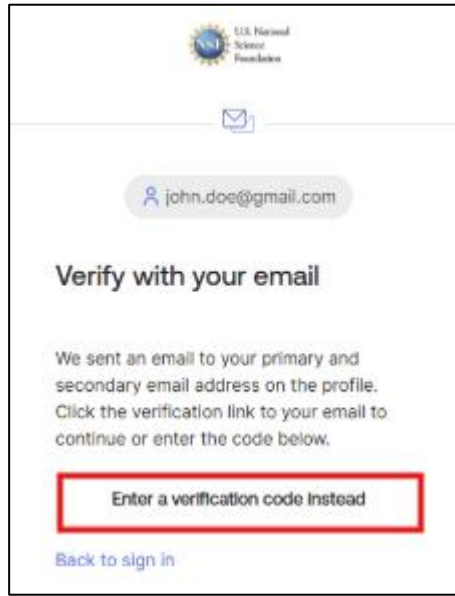 NSF
U.S. National
Science
Foundation
john.doe@gmail.com
Verify with your email
We sent an email to your primary and
secondary email address on the profile.
Click the verification link to your email to
continue or enter the code below.
Enter a verification code instead
Back to sign in